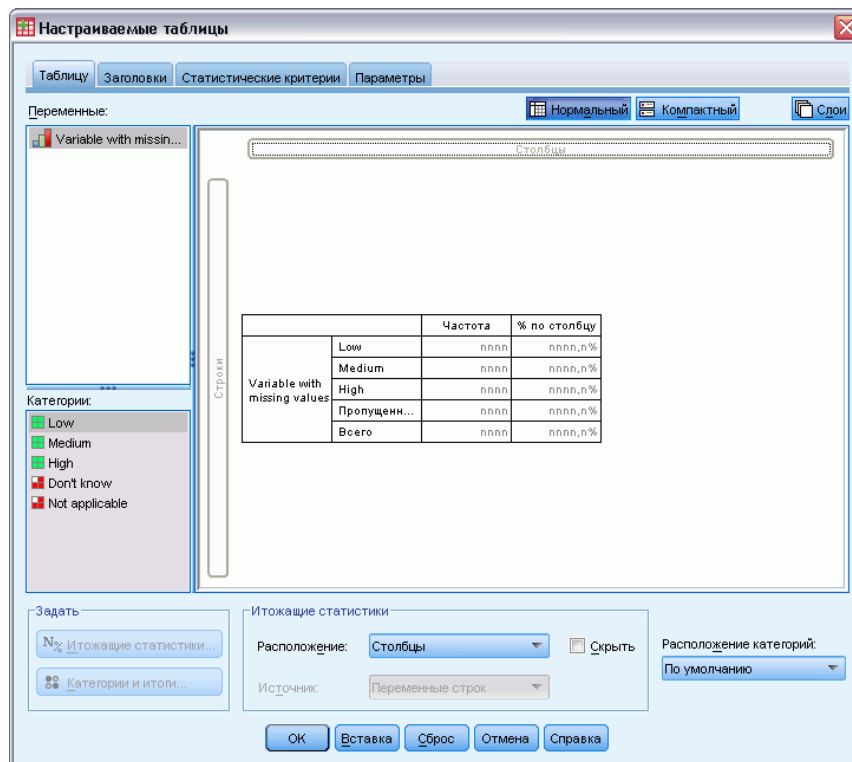 Настраиваемые таблицы
Таблицу Заголовки Статистические критерии Параметры
Переменные: Нормальный Компактный Слои
Variable with missin...
Столбцы
Строки
Частота % по столбцу
Variable with missing values
Low nnnn nnnn,n%
Medium nnnn nnnn,n%
High nnnn nnnn,n%
Пропущенн... nnnn nnnn,n%
Всего nnnn nnnn,n%
Категории:
Low
Medium
High
Don't know
Not applicable
Задать
N% Итожащие статистики...
Категории и итоги...
Итожащие статистики
Расположение: Столбцы Скрыть
Источник: Переменные строк
Расположение категорий:
По умолчанию
OK Вставка Сброс Отмена Справка